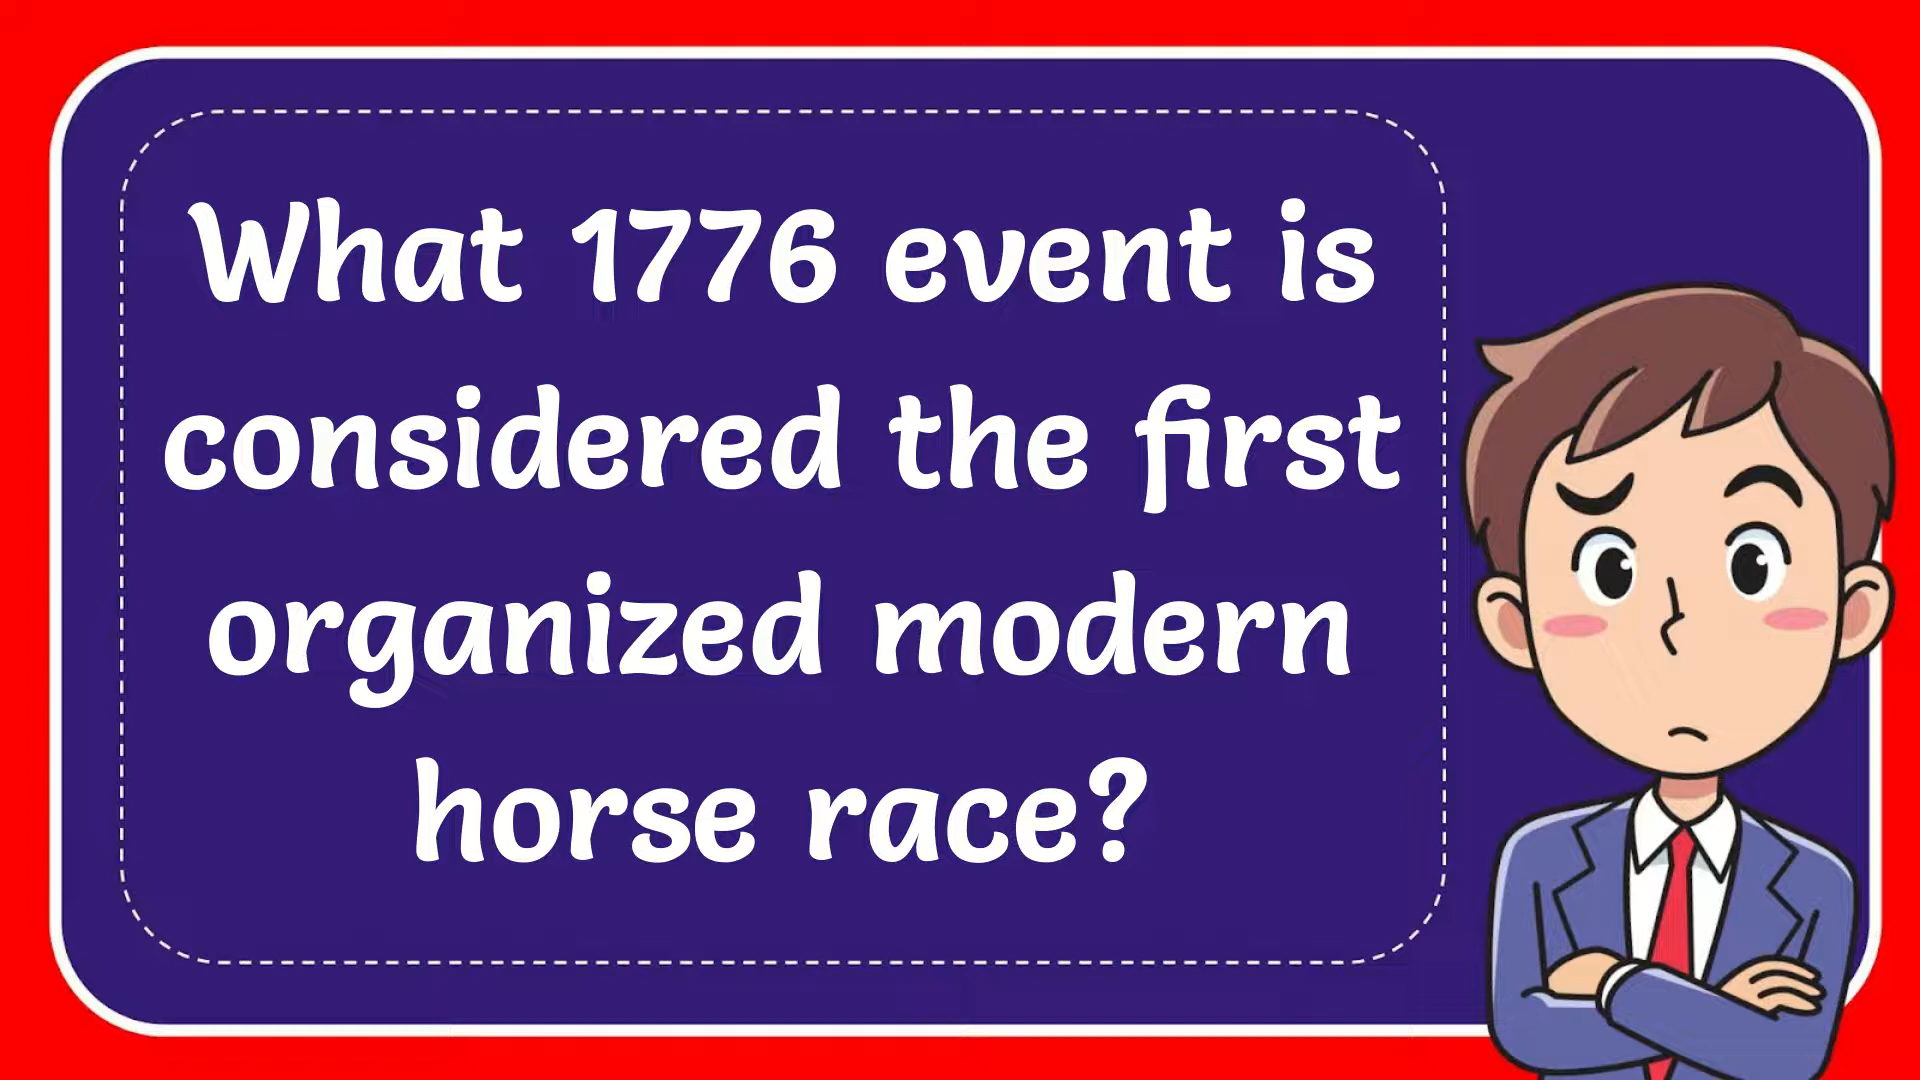 What 1776 event is
considered the first
organized modern
horse race?